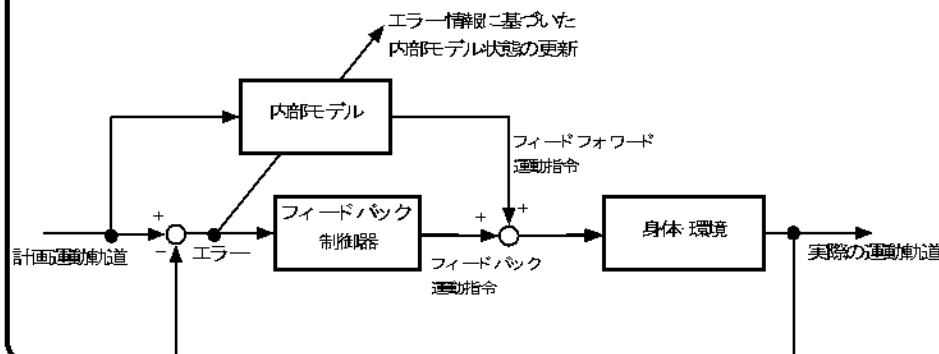 エラー情報に基づいた
内部モデル状態の更新
内部モデル
フィードフォワード
運動指令
+
−
計画運動軌道
エラー
フィードバック
制御器
+
+
フィードバック
運動指令
身体・環境
実際の運動軌道